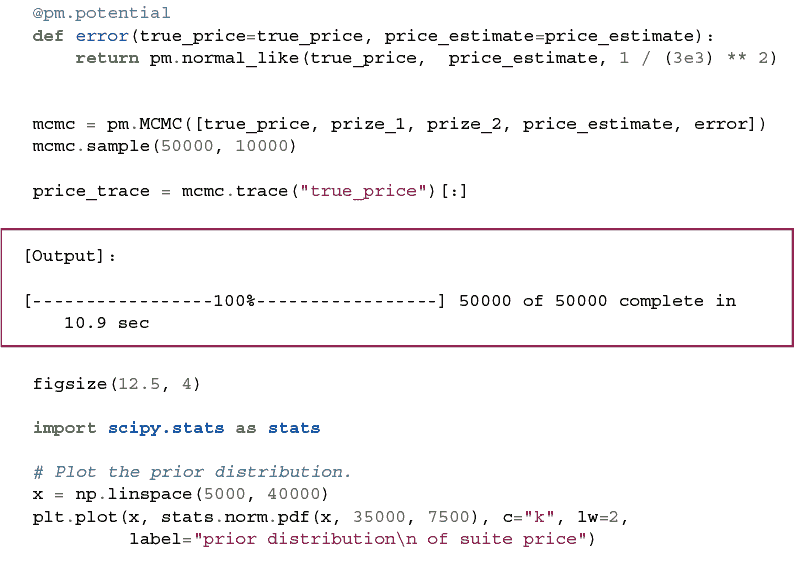 @pm.potential
def error(true_price=true_price, price_estimate=price_estimate):
    return pm.normal_like(true_price,  price_estimate, 1 / (3e3) ** 2)
mcmc = pm.MCMC([true_price, prize_1, prize_2, price_estimate, error])
mcmc.sample(50000, 10000)
price_trace = mcmc.trace("true_price")[:]
[Output]:
[-----------------100%-----------------] 50000 of 50000 complete in
    10.9 sec
figsize(12.5, 4)
import scipy.stats as stats
# Plot the prior distribution.
x = np.linspace(5000, 40000)
plt.plot(x, stats.norm.pdf(x, 35000, 7500), c="k", lw=2,
         label="prior distribution\n of suite price")